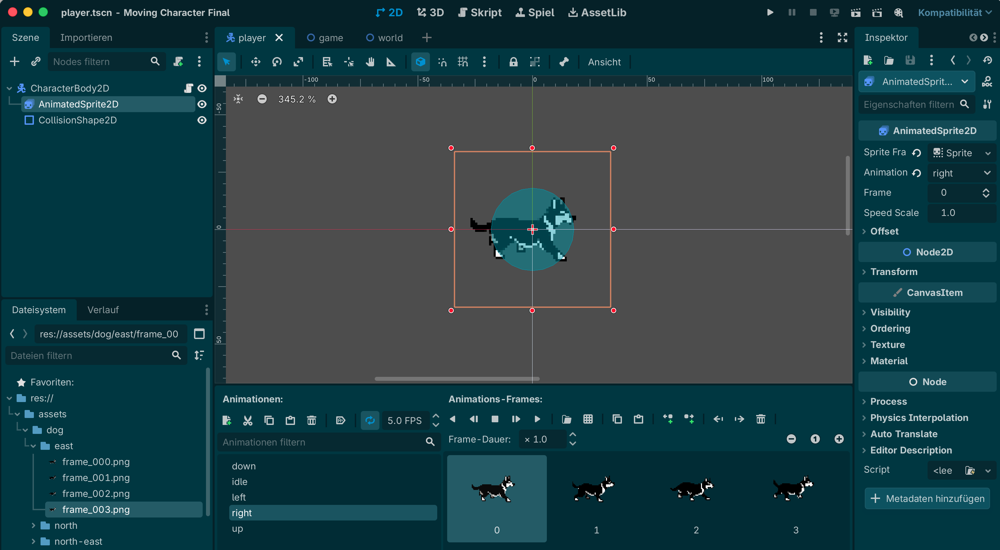 player.tscn - Moving Character Final
2D
3D
Skript
Spiel
AssetLib
Kompatibilität
Szene
Importieren
Nodes filtern
CharacterBody2D
AnimatedSprite2D
CollisionShape2D
Dateisystem
Verlauf
res://assets/dog/east/frame_00
Dateien filtern
Favoriten:
res://
assets
dog
east
frame_000.png
frame_001.png
frame_002.png
frame_003.png
north
north-east
player
game
world
Ansicht
-100
-50
0
50
100
-50
0
50
345.2 %
Animationen:
5.0 FPS
Animationen filtern
down
idle
left
right
up
Animations-Frames:
Frame-Dauer:
× 1.0
1
0
1
2
3
Inspektor
AnimatedSprit...
DOC
Eigenschaften filtern
AnimatedSprite2D
Sprite Fra
Sprite
Animation
right
Frame
0
Speed Scale
1.0
Offset
Node2D
Transform
CanvasItem
Visibility
Ordering
Texture
Material
Node
Process
Physics Interpolation
Auto Translate
Editor Description
Script
<lee
Metadaten hinzufügen